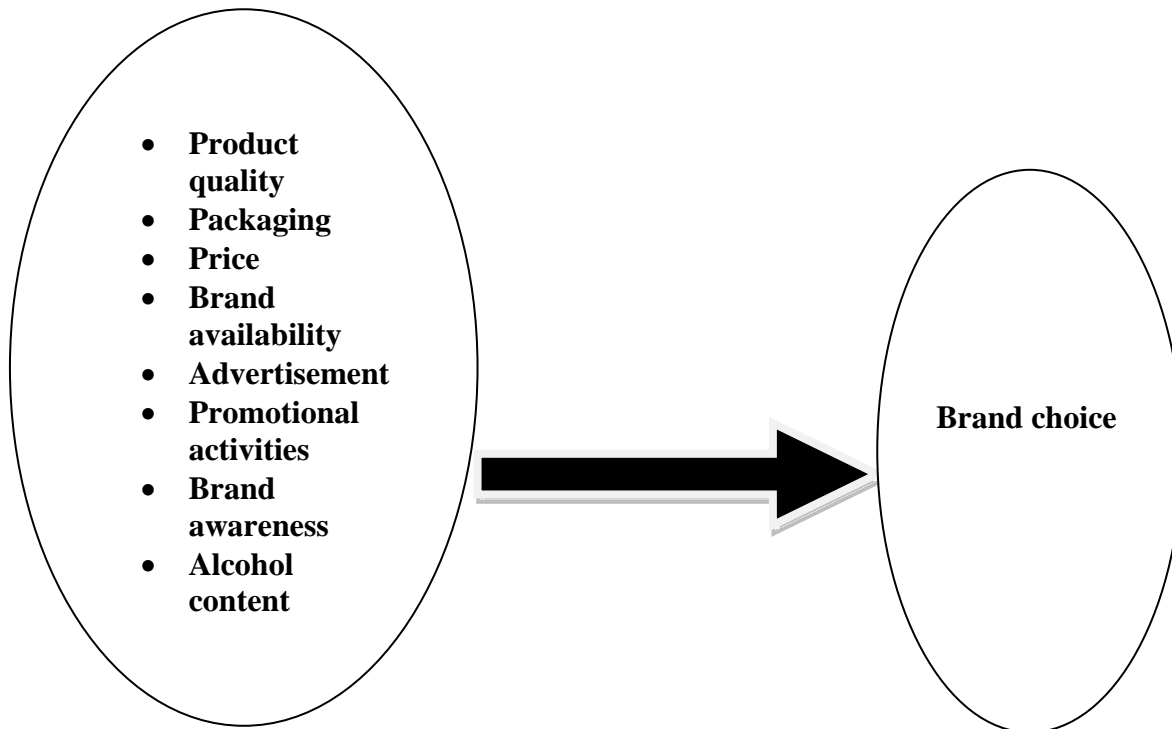 • Product
quality
• Packaging
• Price
• Brand
availability
• Advertisement
• Promotional
activities
• Brand
awareness
• Alcohol
content
Brand choice